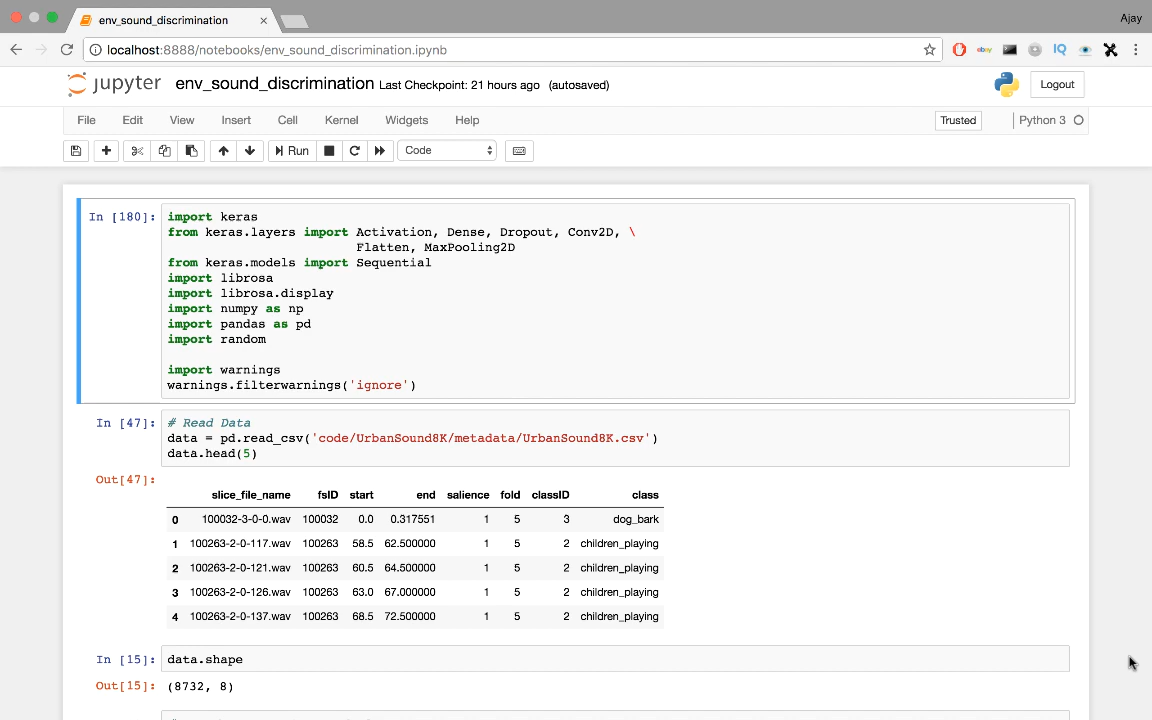 env_sound_discrimination
Ajay
localhost:8888/notebooks/env_sound_discrimination.ipynb
ebay IQ
jupyter env_sound_discrimination Last Checkpoint: 21 hours ago (autosaved)
Logout
File Edit View Insert Cell Kernel Widgets Help Trusted Python 3
Run Code
In [180]: import keras
from keras.layers import Activation, Dense, Dropout, Conv2D, \
Flatten, MaxPooling2D
from keras.models import Sequential
import librosa
import librosa.display
import numpy as np
import pandas as pd
import random
import warnings
warnings.filterwarnings('ignore')
In [47]: # Read Data
data = pd.read_csv('code/UrbanSound8K/metadata/UrbanSound8K.csv')
data.head(5)
Out[47]:
slice_file_name fsID start end salience fold classID class
0 100032-3-0-0.wav 100032 0.0 0.317551 1 5 3 dog_bark
1 100263-2-0-117.wav 100263 58.5 62.500000 1 5 2 children_playing
2 100263-2-0-121.wav 100263 60.5 64.500000 1 5 2 children_playing
3 100263-2-0-126.wav 100263 63.0 67.000000 1 5 2 children_playing
4 100263-2-0-137.wav 100263 68.5 72.500000 1 5 2 children_playing
In [15]: data.shape
Out[15]: (8732, 8)